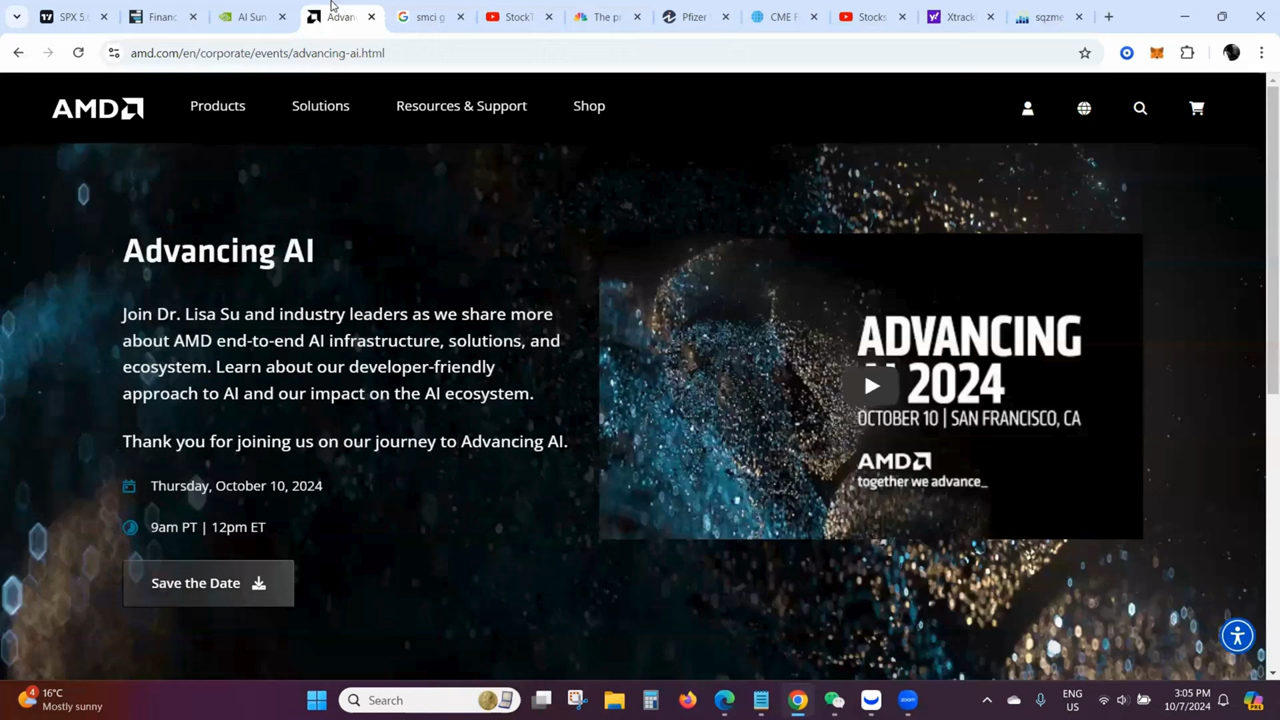 SPX 5.6
Financ
AI Sun
Advan
smci g
StockT
The pr
Pfizer
CME F
Stocks
Xtrack
sqzme
amd.com/en/corporate/events/advancing-ai.html
AMD
Products
Solutions
Resources & Support
Shop
Advancing AI
Join Dr. Lisa Su and industry leaders as we share more
about AMD end-to-end AI infrastructure, solutions, and
ecosystem. Learn about our developer-friendly
approach to AI and our impact on the AI ecosystem.
Thank you for joining us on our journey to Advancing AI.
Thursday, October 10, 2024
9am PT | 12pm ET
Save the Date
ADVANCING
2024
OCTOBER 10 | SAN FRANCISCO, CA
AMD
together we advance_
4
16°C
Mostly sunny
Search
ENG
US
3:05 PM
10/7/2024